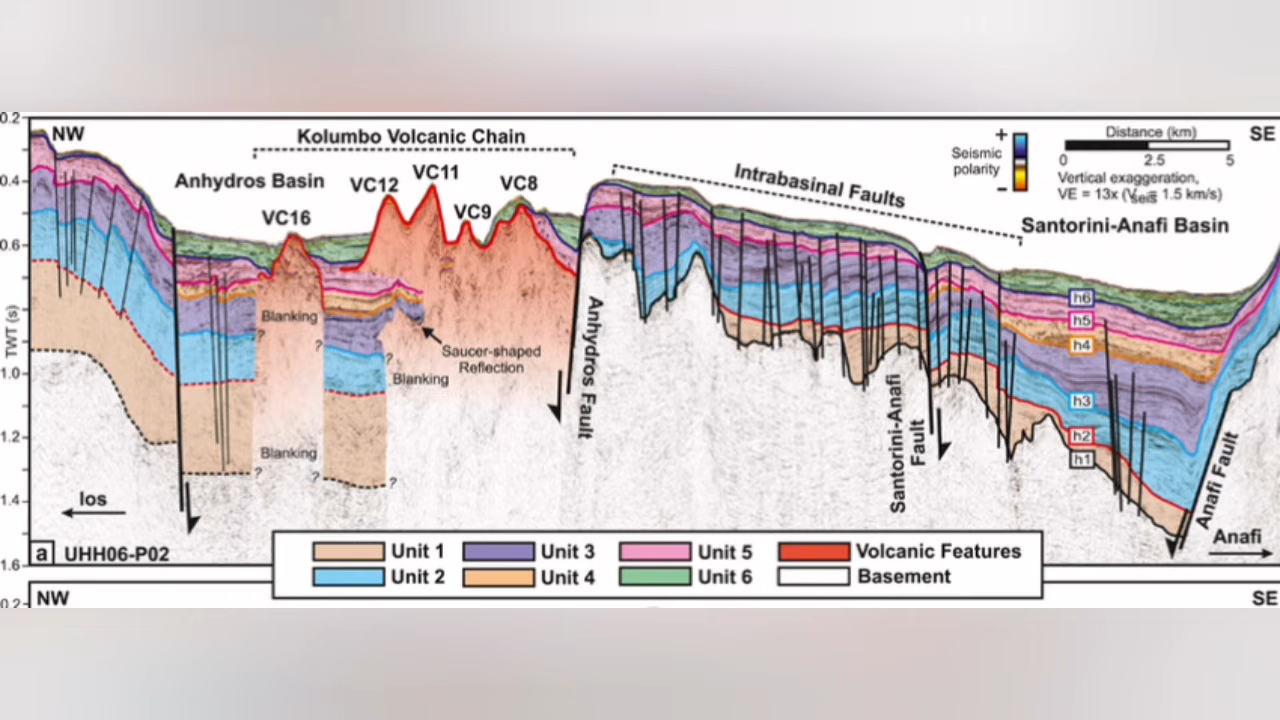 0.2
0.4
0.6
1.0
1.2
1.4
1.6
0.2
TWT (s)
NW
Kolumbo Volcanic Chain
SE
Anhydros Basin
VC16
VC12
VC11
VC9
VC8
Intrabasinal Faults
+
Seismic
polarity
−
Distance (km)
0 2.5 5
Vertical exaggeration,
VE = 13x (Vseis = 1.5 km/s)
Santorini-Anafi Basin
h6
h5
h4
h3
h2
h1
Blanking
?
?
?
Blanking
Saucer-shaped
Reflection
Blanking
?
?
?
Anhydros Fault
Santorini-Anafi
Fault
Anafi Fault
Ios
Anafi
a UHH06-P02
Unit 1 Unit 3 Unit 5 Volcanic Features
Unit 2 Unit 4 Unit 6 Basement
NW SE